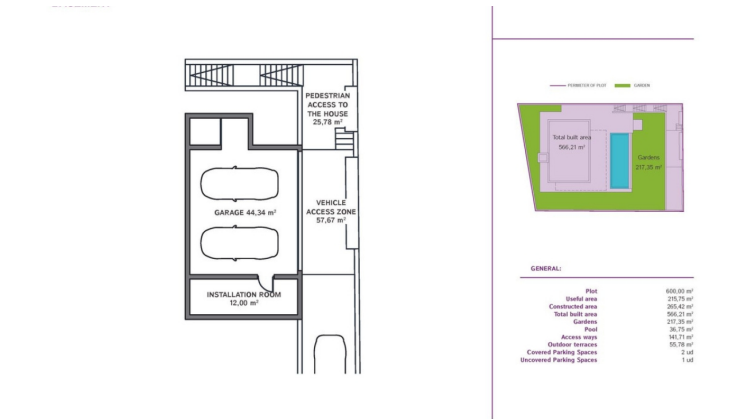 PEDESTRIAN
ACCESS TO
THE HOUSE
25,78 m²
GARAGE 44,34 m²
VEHICLE
ACCESS ZONE
57,67 m²
INSTALLATION ROOM
12,00 m²
PERIMETER OF PLOT
GARDEN
Total built area
566,21 m²
Gardens
217,35 m²
GENERAL:
Plot 600,00 m²
Useful area 215,75 m²
Constructed area 265,42 m²
Total built area 566,21 m²
Gardens 217,35 m²
Pool 36,75 m²
Access ways 141,71 m²
Outdoor terraces 55,78 m²
Covered Parking Spaces 2 ud
Uncovered Parking Spaces 1 ud